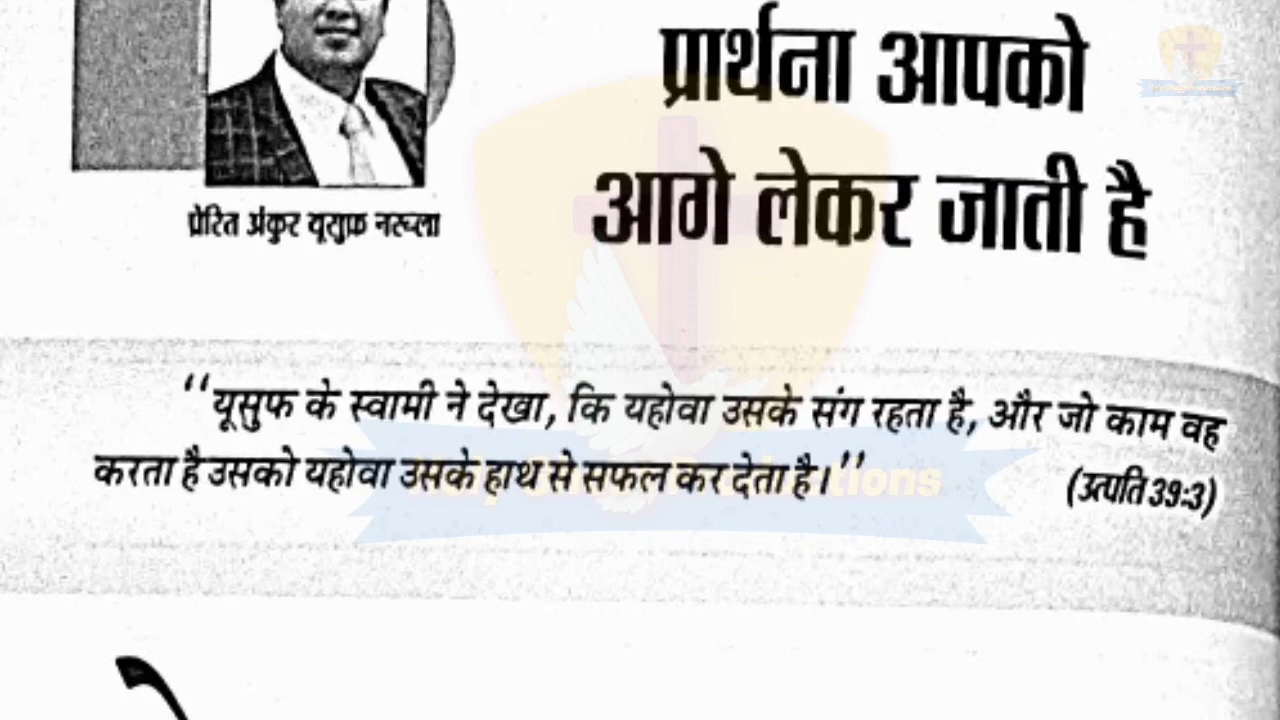 प्रार्थना आपको
आगे लेकर जाती है
प्रेरित अंकुर यूसुफ़ नरूला
‘‘यूसुफ के स्वामी ने देखा, कि यहोवा उसके संग रहता है, और जो काम वह
करता है उसको यहोवा उसके हाथ से सफल कर देता है।’’
(उत्पति 39:3)